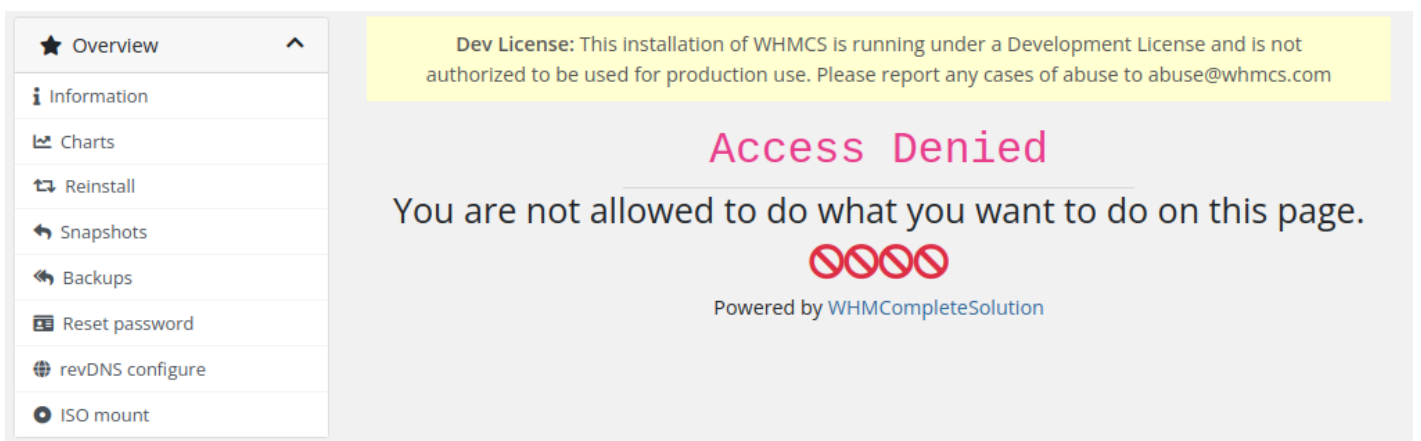 Overview
Information
Charts
Reinstall
Snapshots
Backups
Reset password
revDNS configure
ISO mount
Dev License: This installation of WHMCS is running under a Development License and is not
authorized to be used for production use. Please report any cases of abuse to abuse@whmcs.com
Access Denied
You are not allowed to do what you want to do on this page.
Powered by WHMCompleteSolution